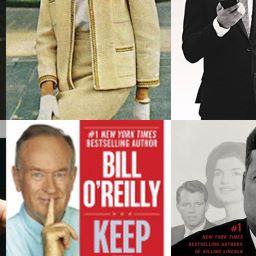 #1 NEW YORK TIMES
BESTSELLING AUTHOR
BILL
O'REILLY
KEEP
#1
NEW YORK TIMES
BESTSELLING AUTHORS
OF KILLING LINCOLN